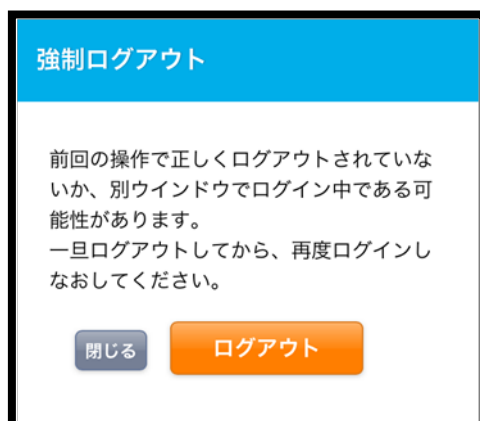 強制ログアウト
前回の操作で正しくログアウトされていな
いか、別ウインドウでログイン中である可
能性があります。
一旦ログアウトしてから、再度ログインし
なおしてください。
閉じる
ログアウト